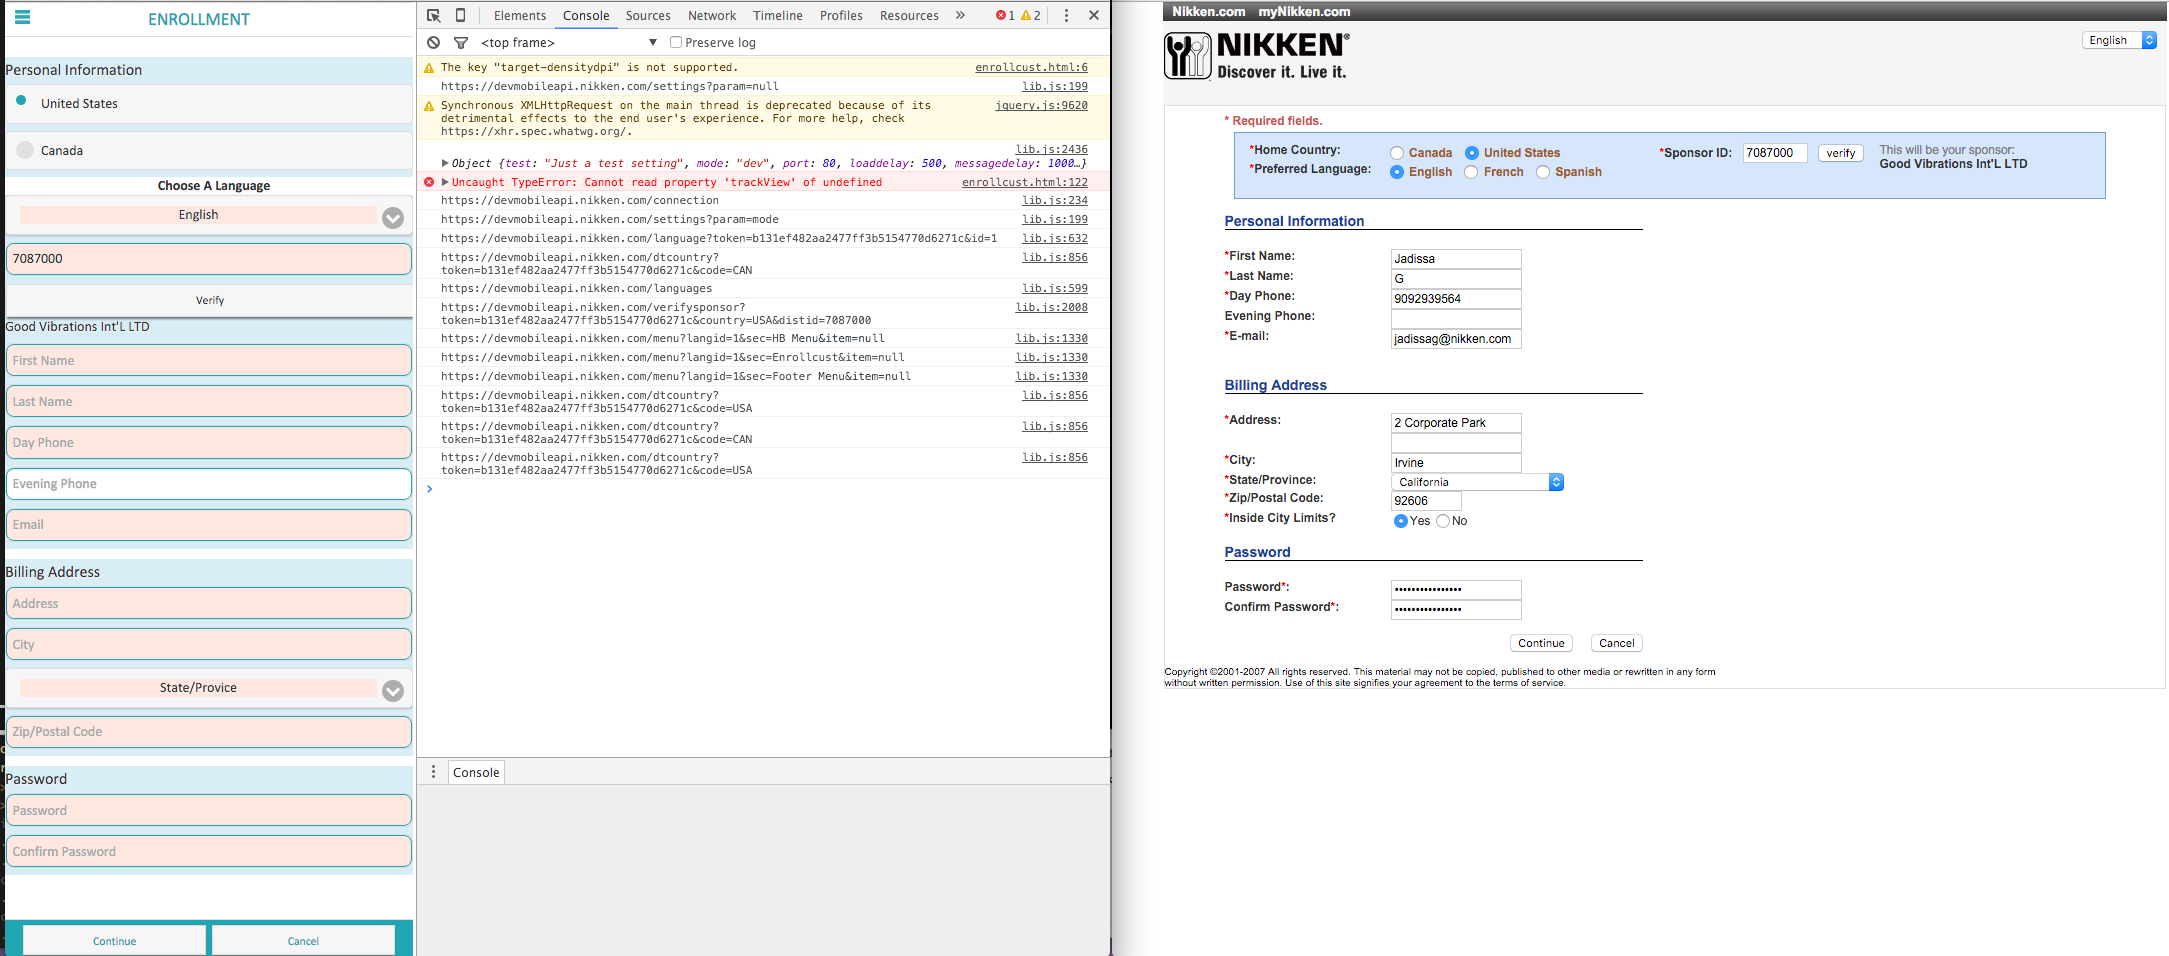 ENROLLMENT
Personal Information
United States
Canada
Choose A Language
English
7087000
Verify
Good Vibrations Int'L LTD
First Name
Last Name
Day Phone
Evening Phone
Email
Billing Address
Address
City
State/Provice
Zip/Postal Code
Password
Password
Confirm Password
Continue Cancel
Elements Console Sources Network Timeline Profiles Resources » 1 2
<top frame> Preserve log
The key "target-densitydpi" is not supported. enrollcust.html:6
https://devmobileapi.nikken.com/settings?param=null lib.js:199
Synchronous XMLHttpRequest on the main thread is deprecated because of its jquery.js:9620
detrimental effects to the end user's experience. For more help, check
https://xhr.spec.whatwg.org/.
lib.js:2436
Object {test: "Just a test setting", mode: "dev", port: 80, loaddelay: 500, messagedelay: 1000…}
Uncaught TypeError: Cannot read property 'trackView' of undefined enrollcust.html:122
https://devmobileapi.nikken.com/connection lib.js:234
https://devmobileapi.nikken.com/settings?param=mode lib.js:199
https://devmobileapi.nikken.com/language?token=b131ef482aa2477ff3b5154770d6271c&id=1 lib.js:632
https://devmobileapi.nikken.com/dtcountry? lib.js:856
token=b131ef482aa2477ff3b5154770d6271c&code=CAN
https://devmobileapi.nikken.com/languages lib.js:599
https://devmobileapi.nikken.com/verifysponsor? lib.js:2008
token=b131ef482aa2477ff3b5154770d6271c&country=USA&distid=7087000
https://devmobileapi.nikken.com/menu?langid=1&sec=HB Menu&item=null lib.js:1330
https://devmobileapi.nikken.com/menu?langid=1&sec=Enrollcust&item=null lib.js:1330
https://devmobileapi.nikken.com/menu?langid=1&sec=Footer Menu&item=null lib.js:1330
https://devmobileapi.nikken.com/dtcountry? lib.js:856
token=b131ef482aa2477ff3b5154770d6271c&code=USA
https://devmobileapi.nikken.com/dtcountry? lib.js:856
token=b131ef482aa2477ff3b5154770d6271c&code=CAN
https://devmobileapi.nikken.com/dtcountry? lib.js:856
token=b131ef482aa2477ff3b5154770d6271c&code=USA
Console
Nikken.com myNikken.com
NIKKEN®
Discover it. Live it.
English
* Required fields.
*Home Country: Canada United States *Sponsor ID: 7087000 verify This will be your sponsor:
Good Vibrations Int'L LTD
*Preferred Language: English French Spanish
Personal Information
*First Name: Jadissa
*Last Name: G
*Day Phone: 9092939564
Evening Phone:
*E-mail: jadissag@nikken.com
Billing Address
*Address: 2 Corporate Park
*City: Irvine
*State/Province: California
*Zip/Postal Code: 92606
*Inside City Limits? Yes No
Password
Password*: ••••••••••••••••
Confirm Password*: ••••••••••••••••
Continue Cancel
Copyright ©2001-2007 All rights reserved. This material may not be copied, published to other media or rewritten in any form
without written permission. Use of this site signifies your agreement to the terms of service.